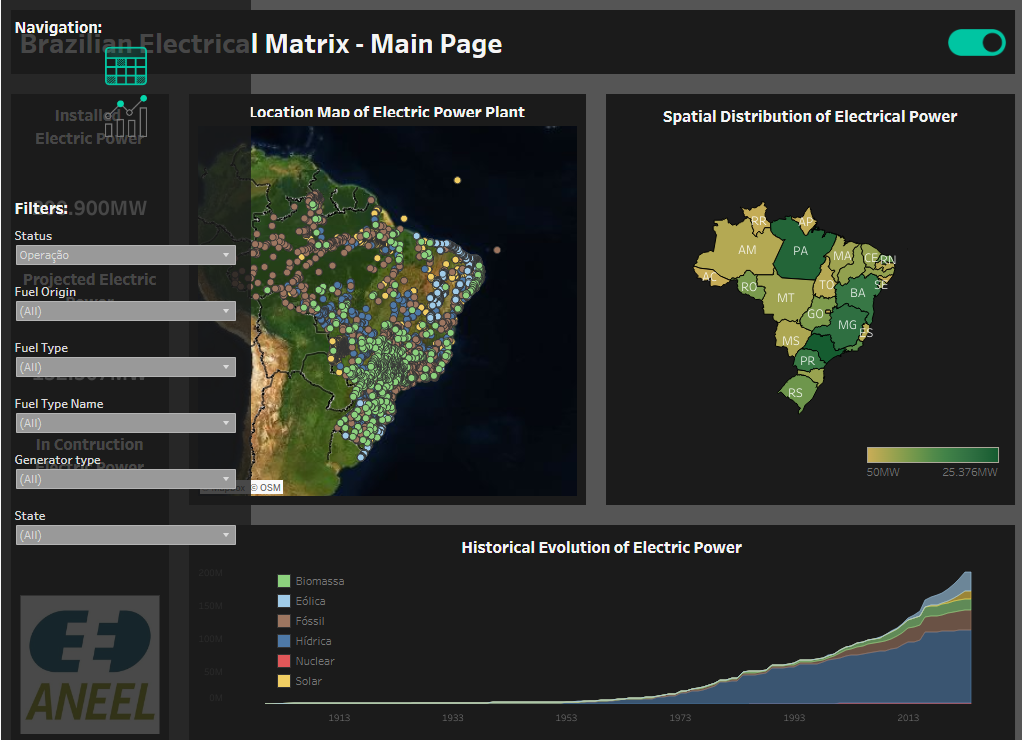 Navigation:
Brazilian Electrical Matrix - Main Page
Installed
Electric Power
.900MW
Filters:
Status
Operação
Projected Electric
Fuel Origin
(All)
Fuel Type
(All)
Fuel Type Name
(All)
In Contruction
Electric Power
Generator type
(All)
State
(All)
ANEEL
Location Map of Electric Power Plant
© OSM
Spatial Distribution of Electrical Power
RR
AP
AM
PA
MA
CE
RN
AC
RO
TO
SE
BA
MT
GO
MG
ES
MS
PR
RS
50MW
25.376MW
Historical Evolution of Electric Power
200M
150M
100M
50M
0M
Biomassa
Eólica
Fóssil
Hídrica
Nuclear
Solar
1913
1933
1953
1973
1993
2013